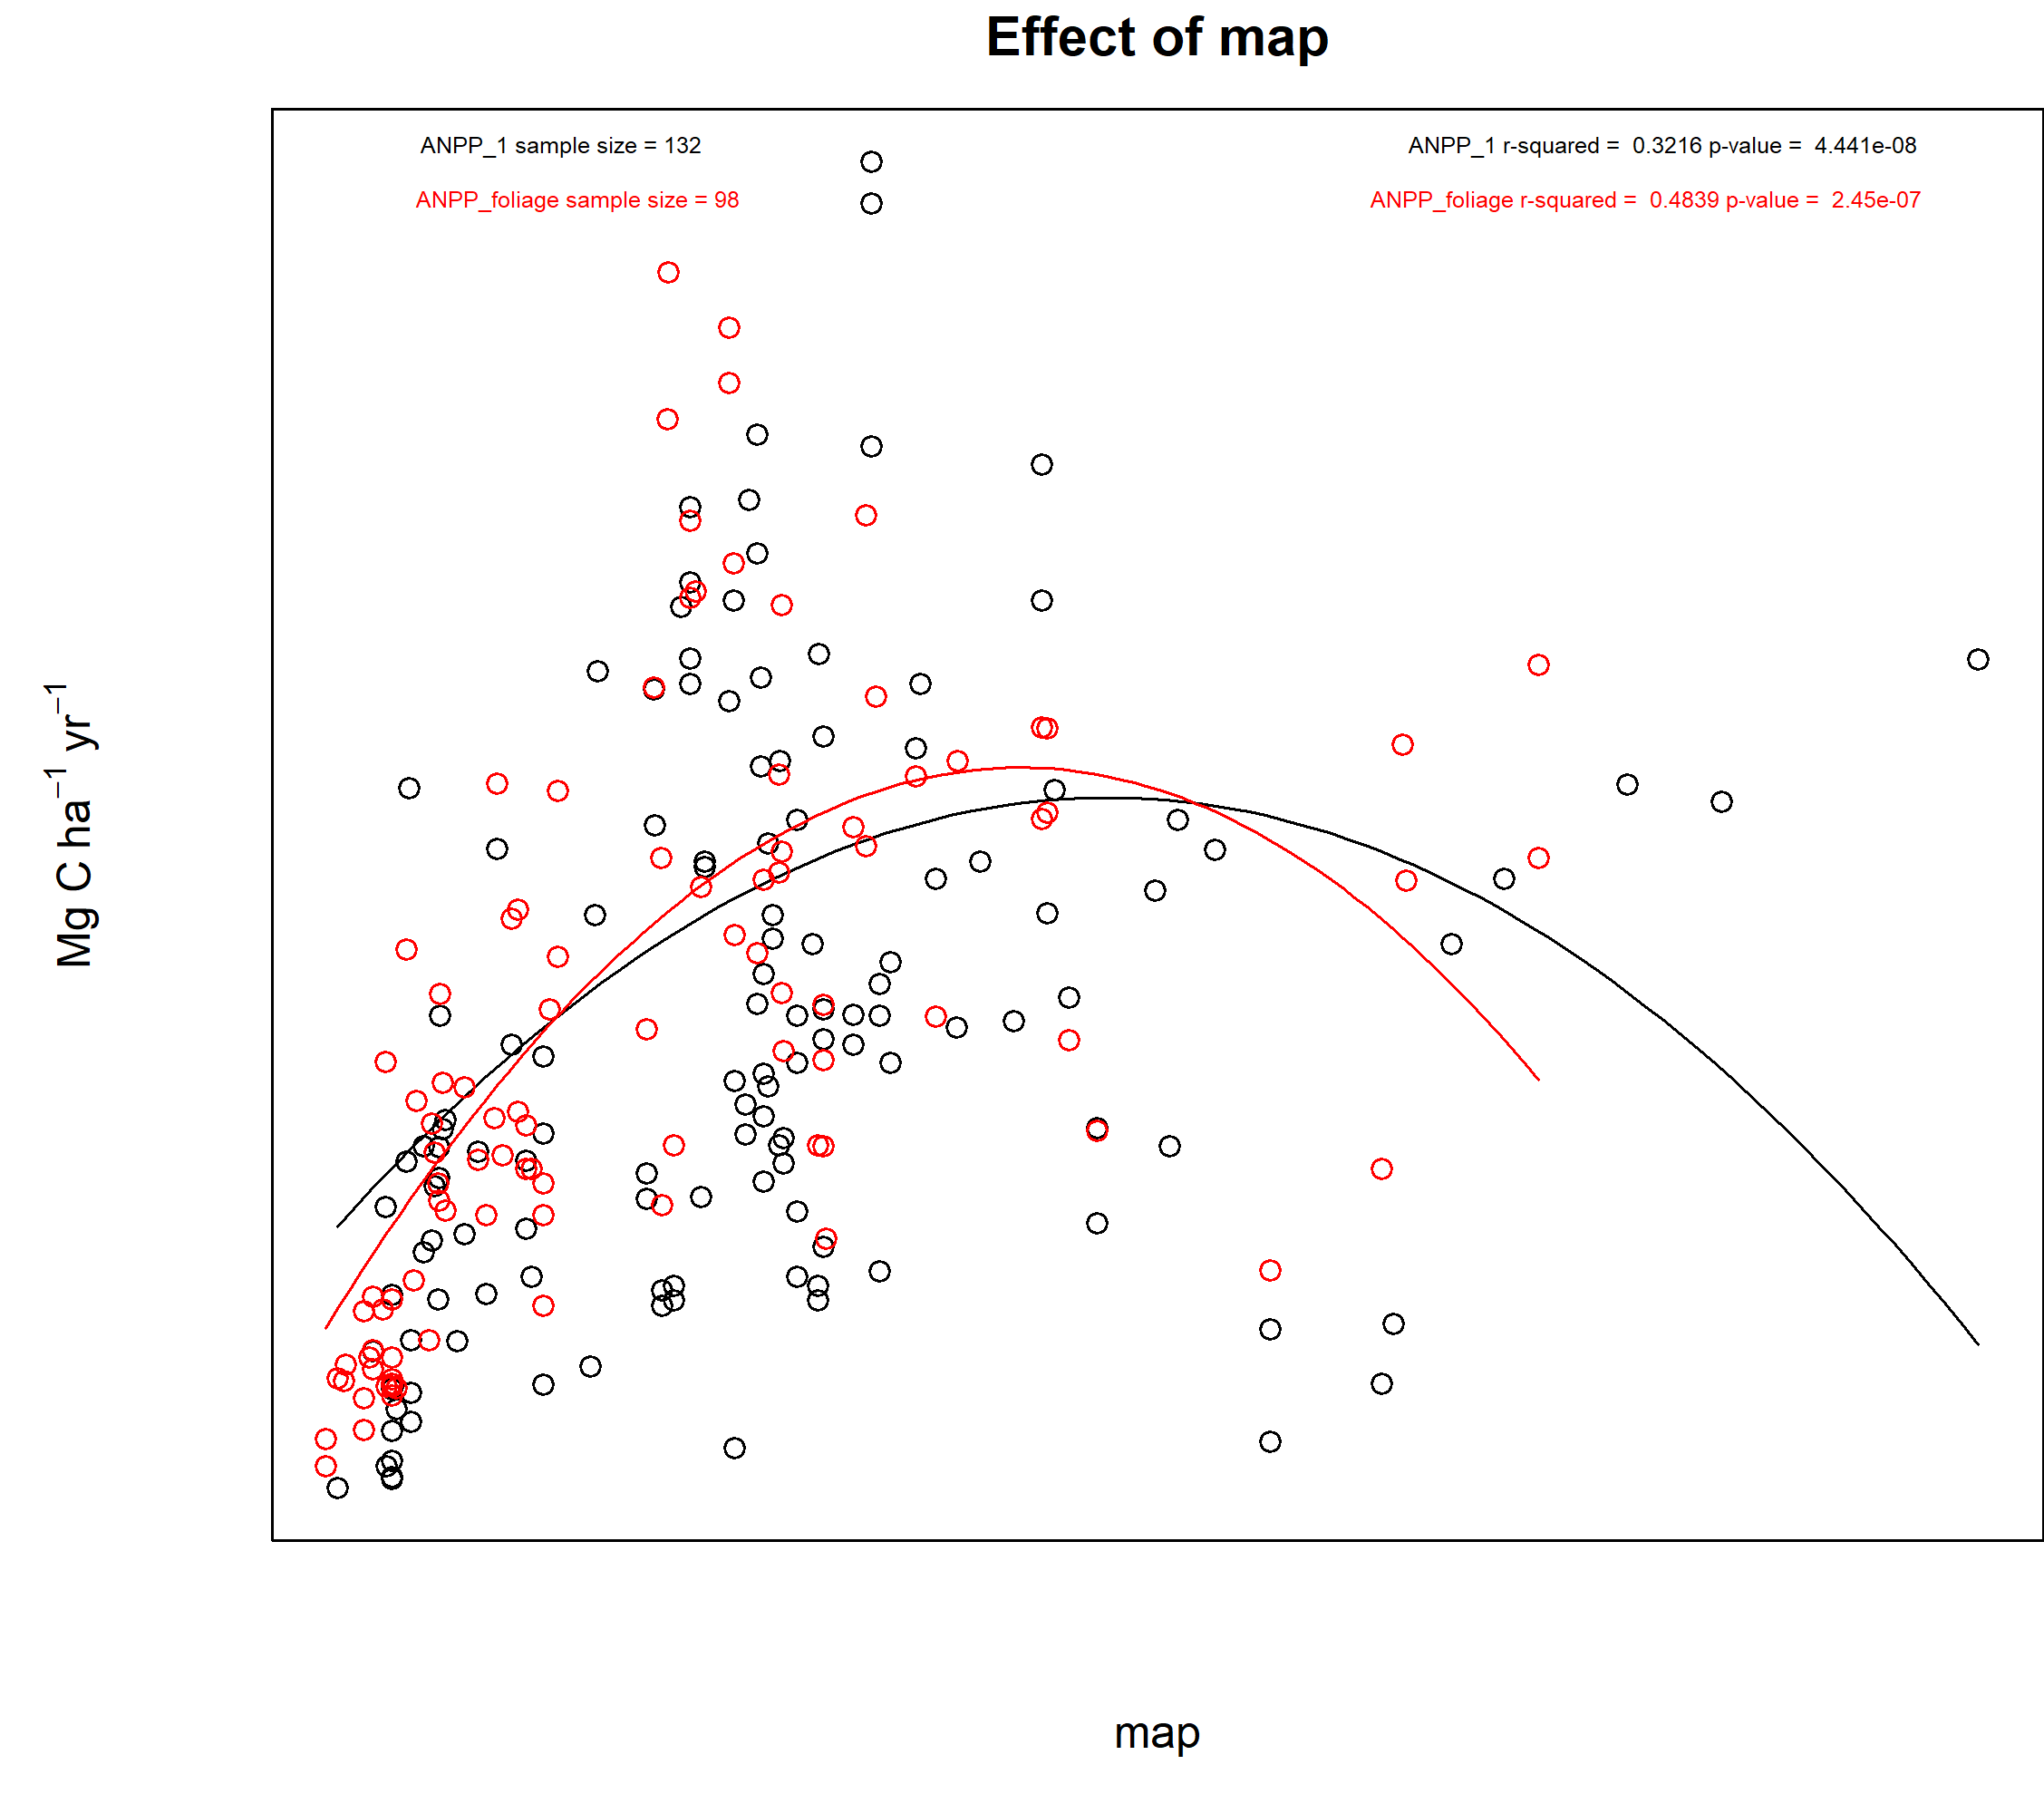 Effect of map
ANPP_1 sample size = 132
ANPP_1 r-squared = 0.3216 p-value = 4.441e-08
ANPP_foliage sample size = 98
ANPP_foliage r-squared = 0.4839 p-value = 2.45e-07
Mg C ha⁻¹ yr⁻¹
map